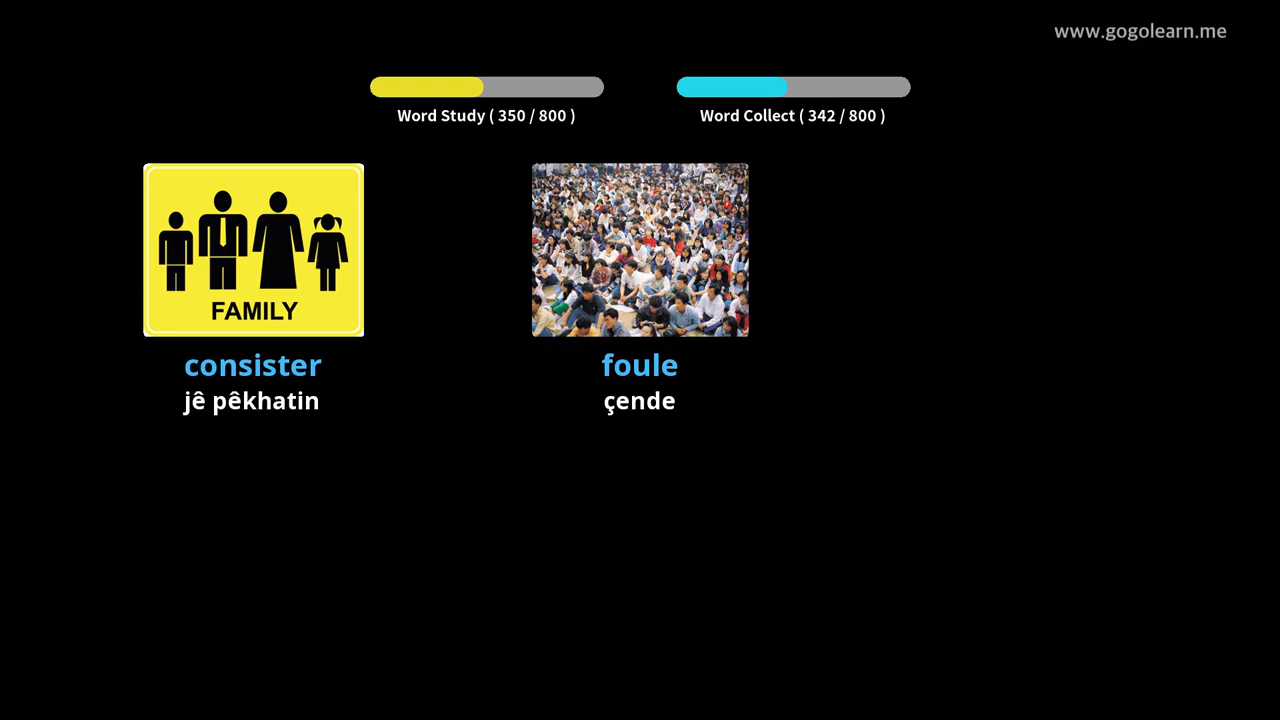 www.gogolearn.me
Word Study ( 350 / 800 )
Word Collect ( 342 / 800 )
FAMILY
consister
jê pêkhatin
foule
çende